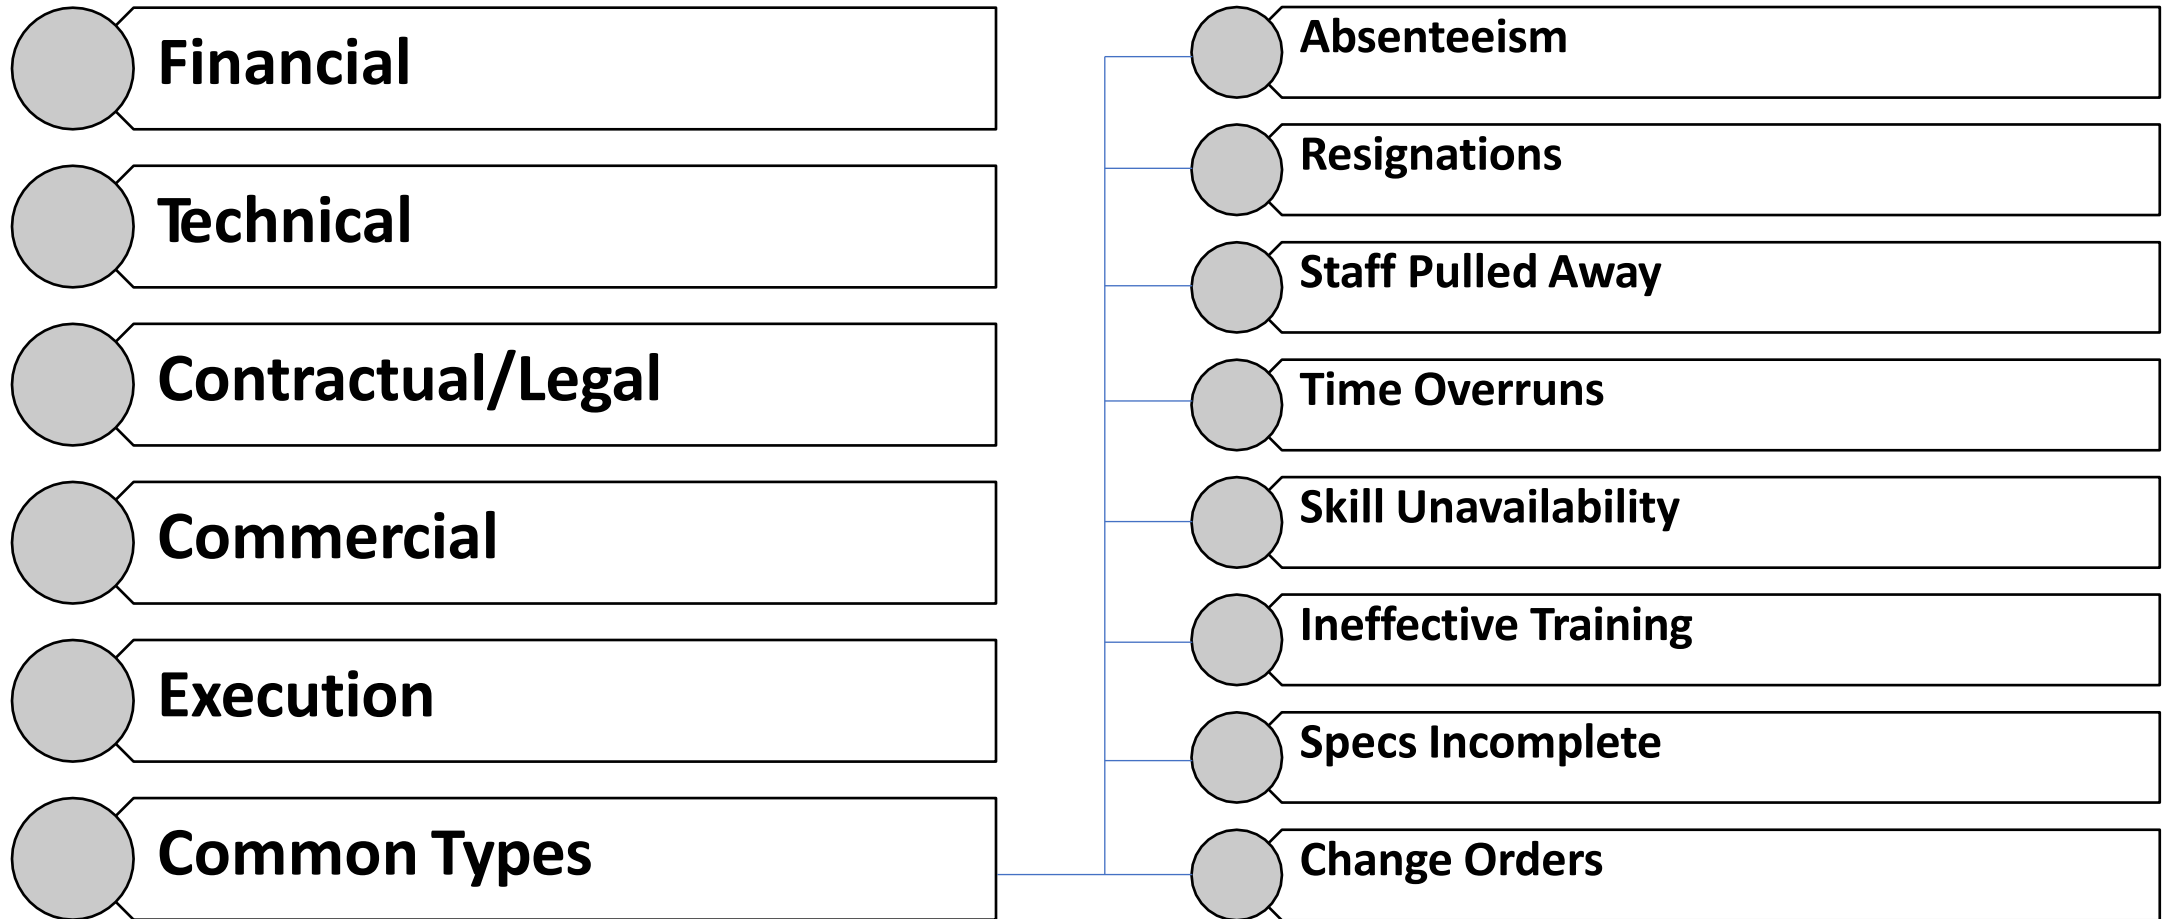 Financial
Technical
Contractual/Legal
Commercial
Execution
Common Types
Absenteeism
Resignations
Staff Pulled Away
Time Overruns
Skill Unavailability
Ineffective Training
Specs Incomplete
Change Orders